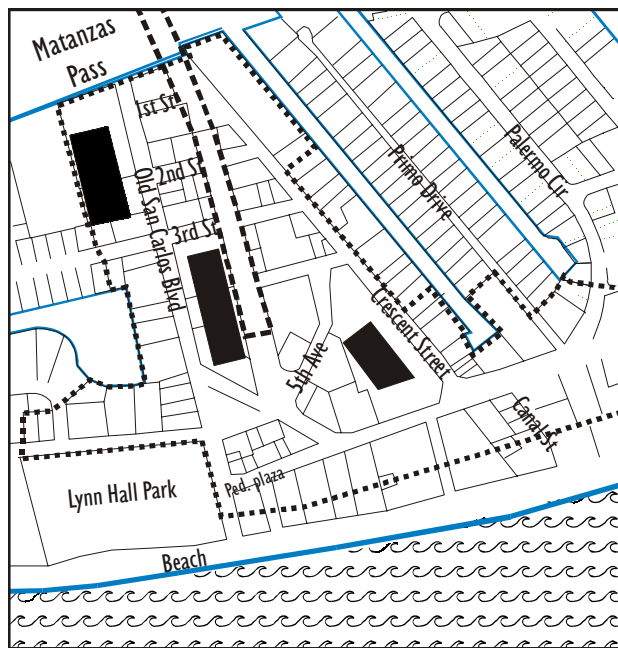 Matanzas
Pass
1st St
2nd St
3rd St
Old San Carlos Blvd
Primo Drive
Palermo Cir
Crescent Street
5th Ave
Canal St
Ped. plaza
Lynn Hall Park
Beach